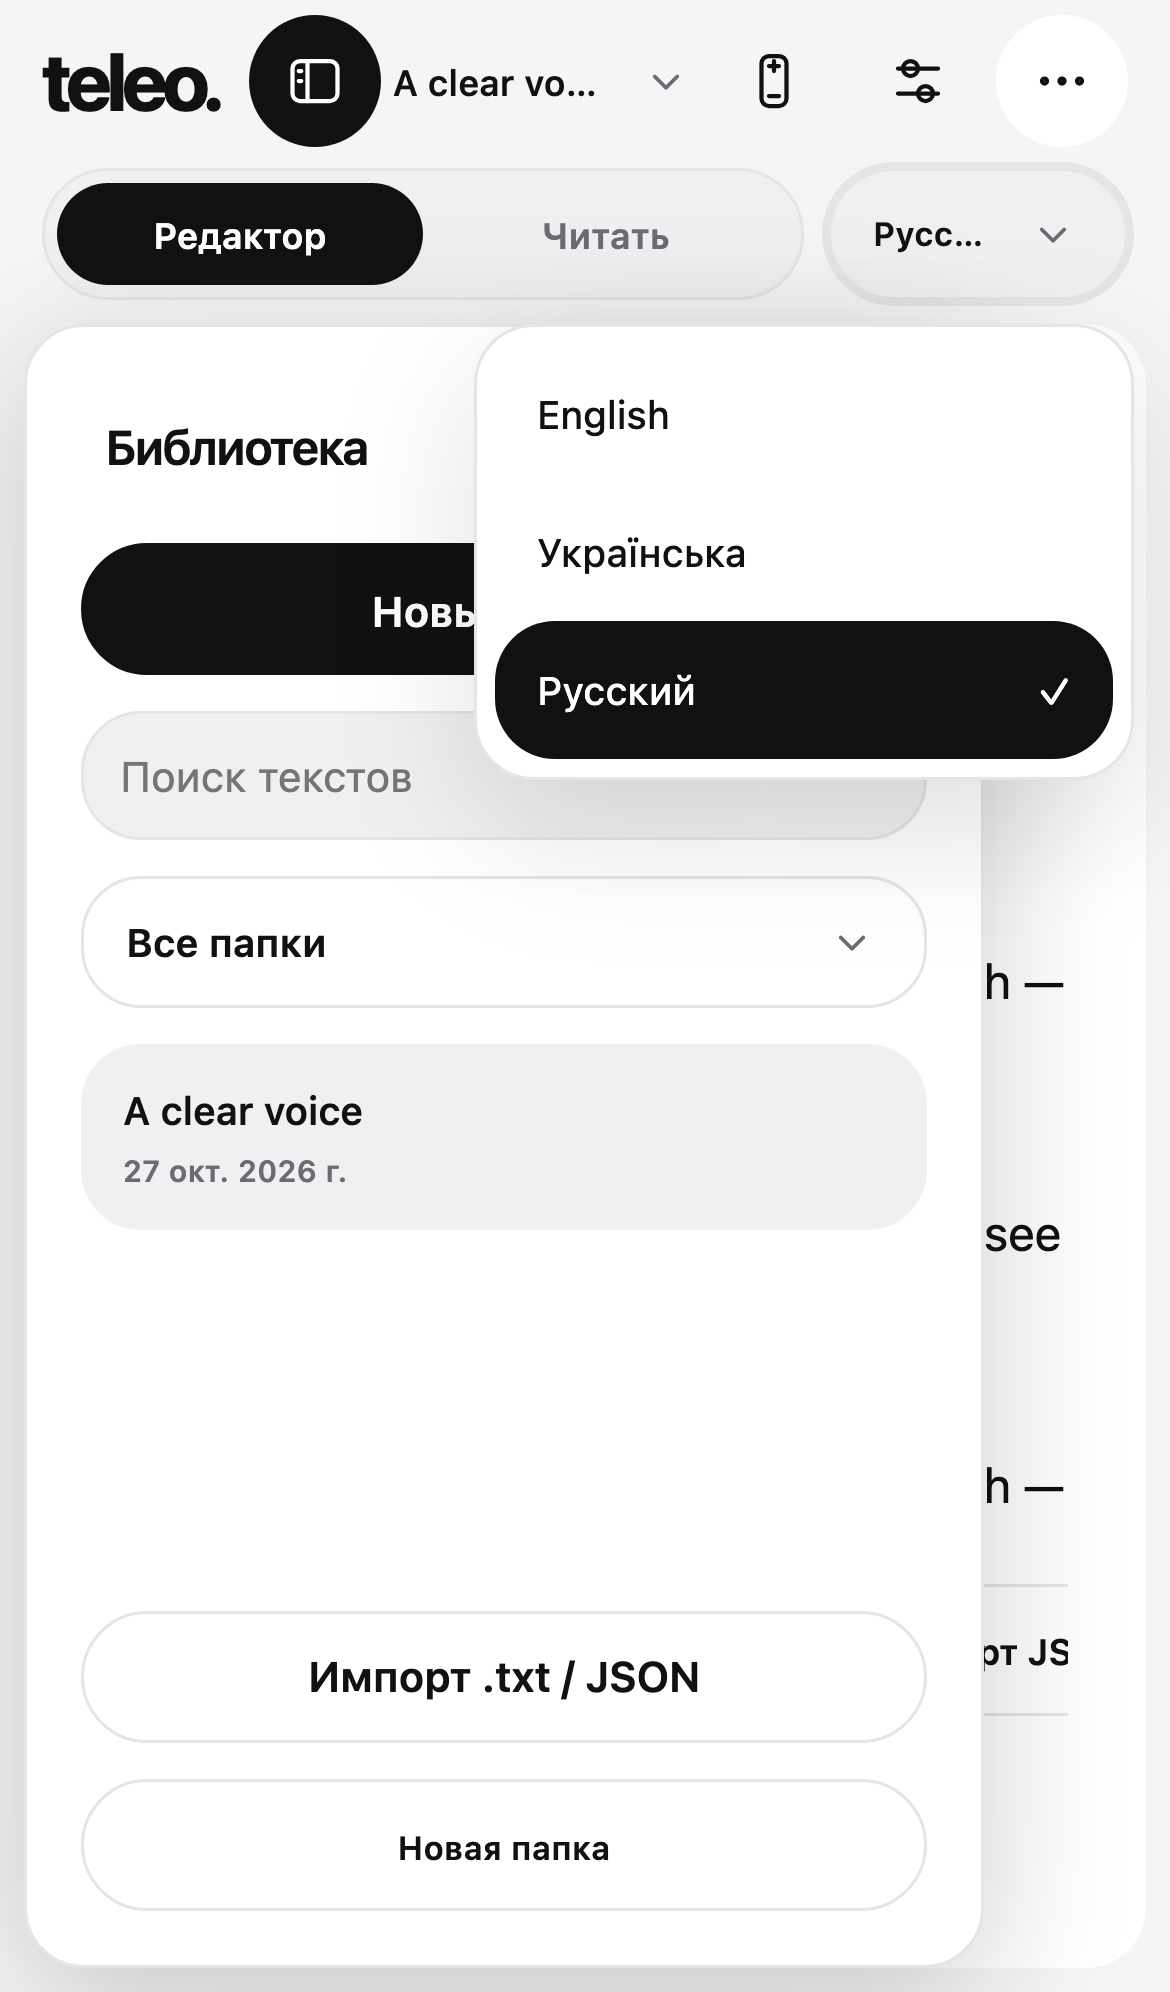 teleo.
A clear vo...
Редактор
Читать
Русс...
English
Українська
Русский
Библиотека
Новы
Поиск текстов
Все папки
A clear voice
27 окт. 2026 г.
h —
see
h —
рт JS
Импорт .txt / JSON
Новая папка